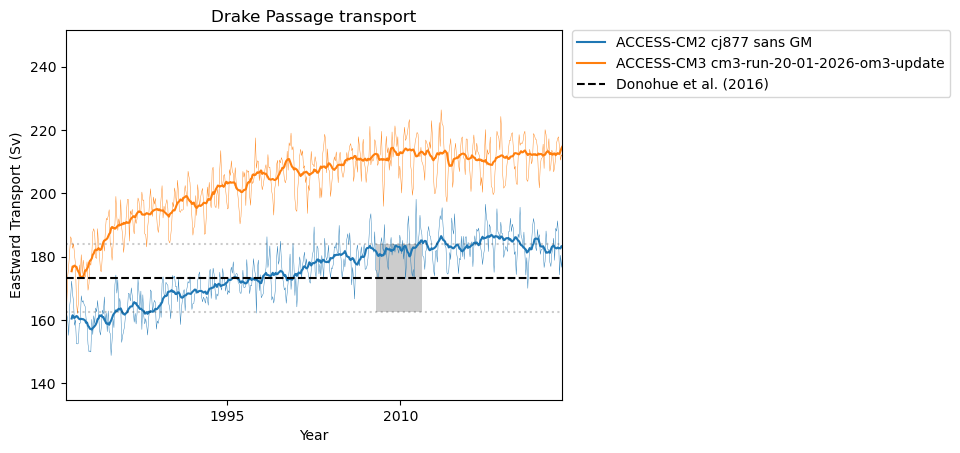 Drake Passage transport
ACCESS-CM2 cj877 sans GM
ACCESS-CM3 cm3-run-20-01-2026-om3-update
Donohue et al. (2016)
Eastward Transport (Sv)
240
220
200
180
160
140
1995
2010
Year